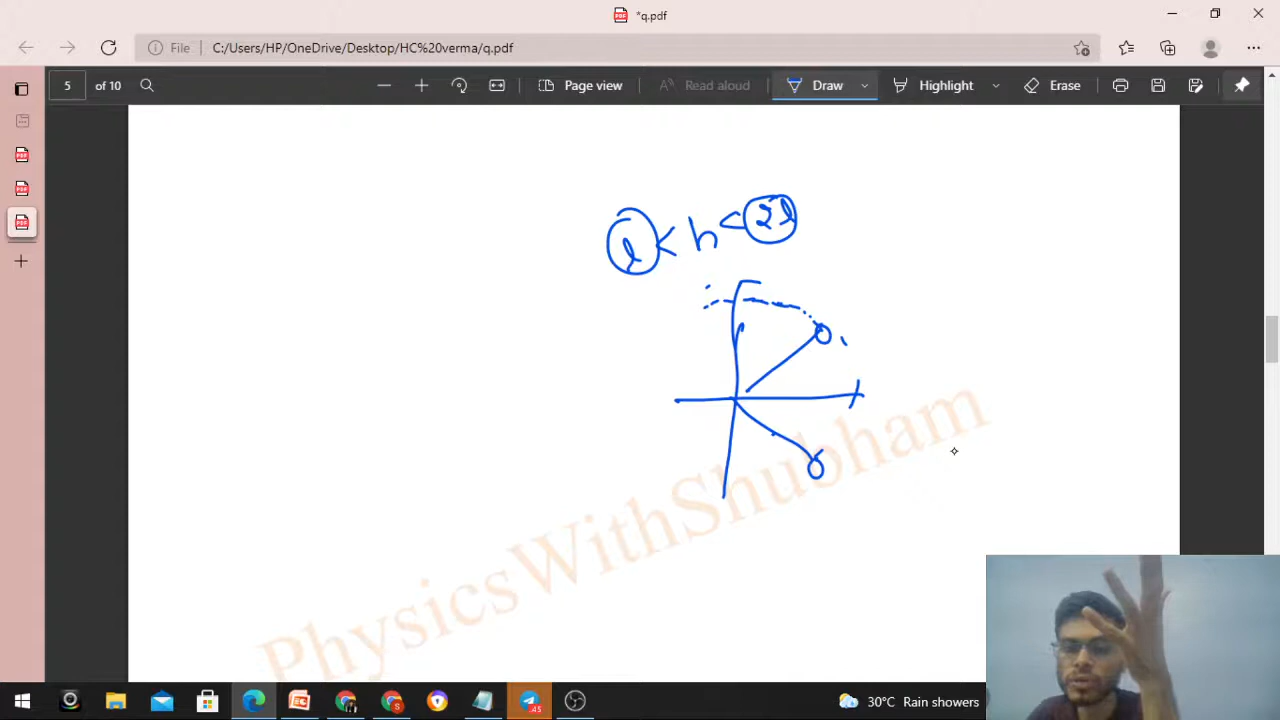 *q.pdf
File C:/Users/HP/OneDrive/Desktop/HC%20verma/q.pdf
5 of 10 Page view Read aloud Draw Highlight Erase
l < h < 2l
PhysicsWithShubham
45 30°C Rain showers